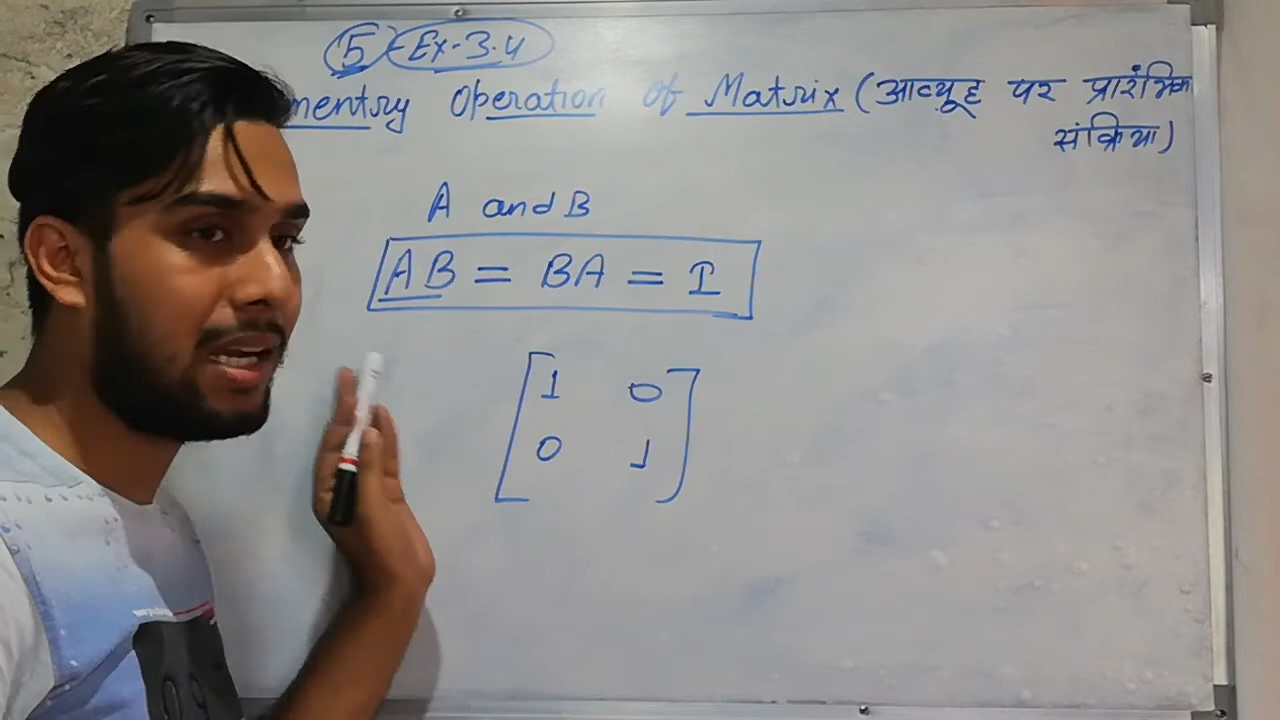 5 Ex-3.4
mentry Operation of Matrix (आव्यूह पर प्रारंभिक
संक्रिया)
A and B
AB = BA = I
1 0
0 1